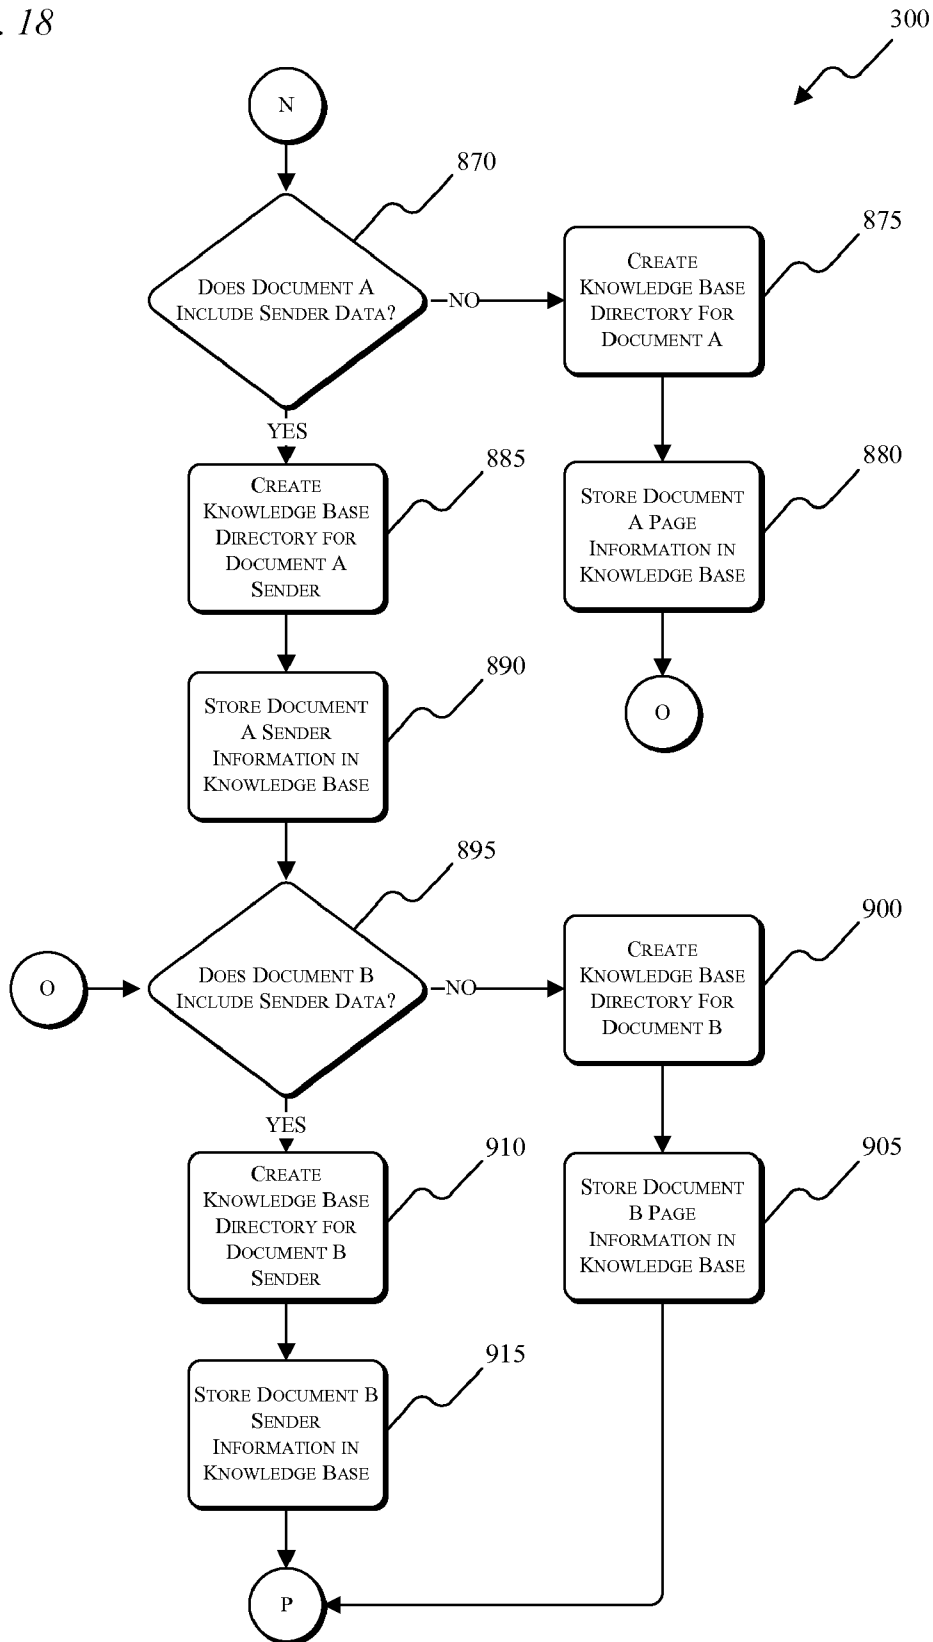 . 18
300
N
870
DOES DOCUMENT A
INCLUDE SENDER DATA?
NO
875
CREATE
KNOWLEDGE BASE
DIRECTORY FOR
DOCUMENT A
YES
885
CREATE
KNOWLEDGE BASE
DIRECTORY FOR
DOCUMENT A
SENDER
880
STORE DOCUMENT
A PAGE
INFORMATION IN
KNOWLEDGE BASE
890
STORE DOCUMENT
A SENDER
INFORMATION IN
KNOWLEDGE BASE
O
895
O
DOES DOCUMENT B
INCLUDE SENDER DATA?
NO
900
CREATE
KNOWLEDGE BASE
DIRECTORY FOR
DOCUMENT B
YES
910
CREATE
KNOWLEDGE BASE
DIRECTORY FOR
DOCUMENT B
SENDER
905
STORE DOCUMENT
B PAGE
INFORMATION IN
KNOWLEDGE BASE
915
STORE DOCUMENT B
SENDER
INFORMATION IN
KNOWLEDGE BASE
P